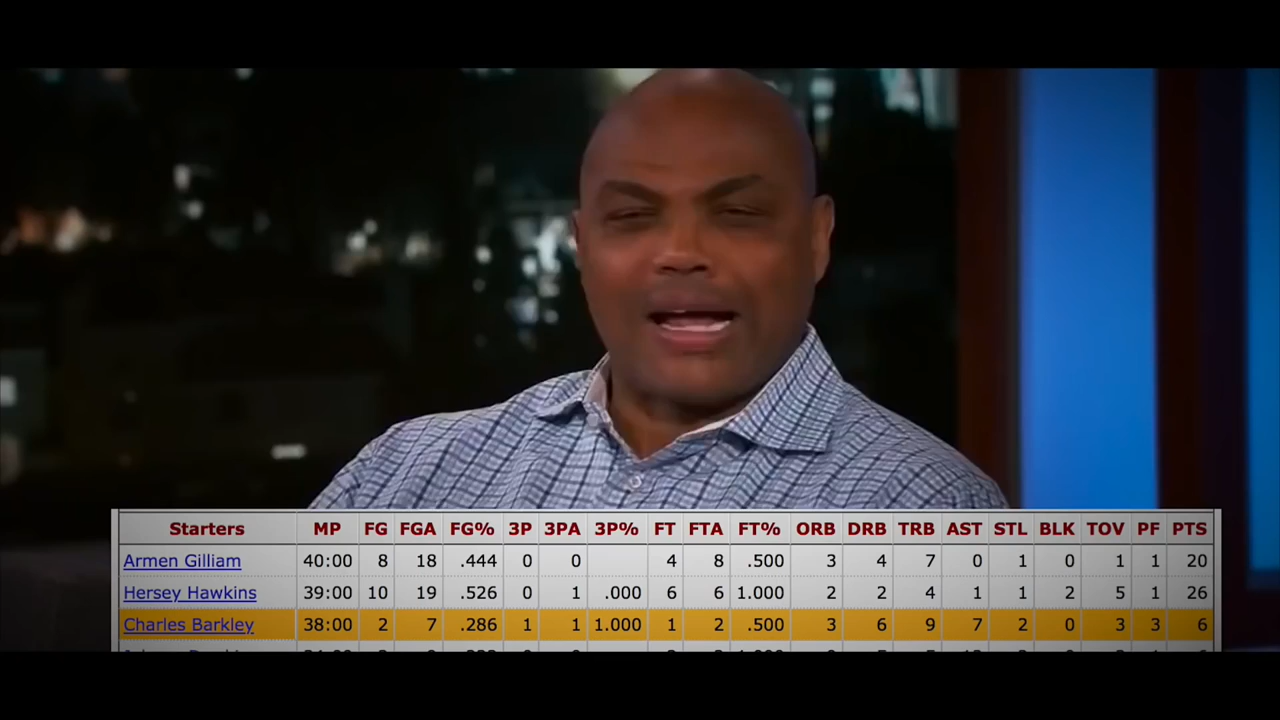 Starters MP FG FGA FG% 3P 3PA 3P% FT FTA FT% ORB DRB TRB AST STL BLK TOV PF PTS
Armen Gilliam 40:00 8 18 .444 0 0 4 8 .500 3 4 7 0 1 0 1 1 20
Hersey Hawkins 39:00 10 19 .526 0 1 .000 6 6 1.000 2 2 4 1 1 2 5 1 26
Charles Barkley 38:00 2 7 .286 1 1 1.000 1 2 .500 3 6 9 7 2 0 3 3 6